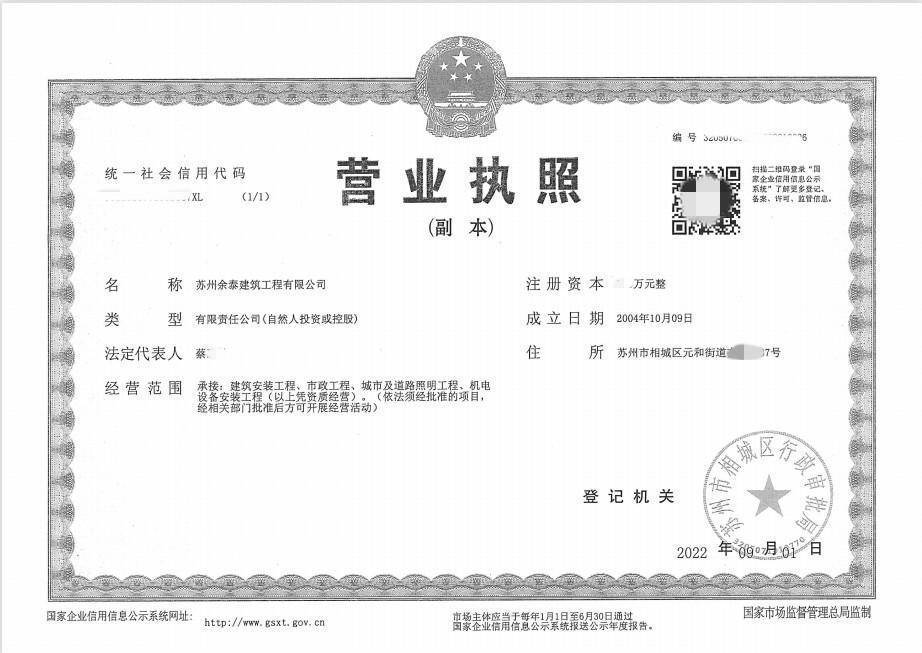 编 号 320507
统一社会信用代码
XL （1/1）
营业执照
(副 本)
扫描二维码登录“国
家企业信用信息公示
系统”了解更多登记、
备案、许可、监管信息。
名 称 苏州余泰建筑工程有限公司
类 型 有限责任公司(自然人投资或控股)
法定代表人 蔡
经营范围 承接：建筑安装工程、市政工程、城市及道路照明工程、机电
设备安装工程（以上凭资质经营）。（依法须经批准的项目，
经相关部门批准后方可开展经营活动）
注册资本 万元整
成立日期 2004年10月09日
住 所 苏州市相城区元和街道 7号
登记机关
苏州市相城区行政审批局
2022 年 09 月 01 日
国家企业信用信息公示系统网址：
http://www.gsxt.gov.cn
市场主体应当于每年1月1日至6月30日通过
国家企业信用信息公示系统报送公示年度报告。
国家市场监督管理总局监制